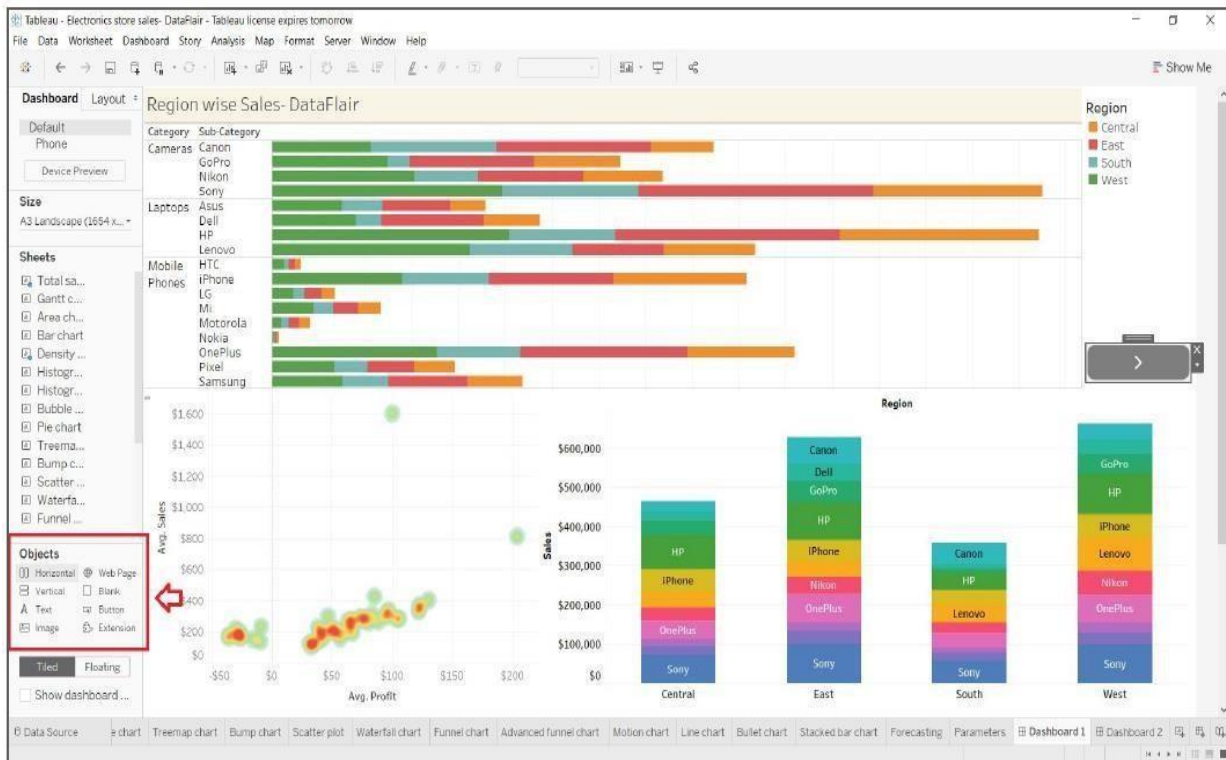 Tableau - Electronics store sales- DataFlair - Tableau license expires tomorrow
File Data Worksheet Dashboard Story Analysis Map Format Server Window Help
Show Me
Dashboard Layout
Default
Phone
Device Preview
Size
A3 Landscape (1654 x...
Sheets
Total sa...
Gantt c...
Area ch...
Bar chart
Density ...
Histogr...
Histogr...
Bubble ...
Pie chart
Treema...
Bump c...
Scatter ...
Waterfa...
Funnel ...
Objects
Horizontal Web Page
Vertical Blank
Text Button
Image Extension
Tiled Floating
Show dashboard ...
Region wise Sales- DataFlair
Category Sub-Category
Cameras Canon
GoPro
Nikon
Sony
Laptops Asus
Dell
HP
Lenovo
Mobile HTC
Phones iPhone
LG
Mi
Motorola
Nokia
OnePlus
Pixel
Samsung
Region
Central
East
South
West
Avg. Sales
$1,600
$1,400
$1,200
$1,000
$800
$600
$400
$200
$0
-$50 $0 $50 $100 $150 $200
Avg. Profit
Region
Sales
$600,000
$500,000
$400,000
$300,000
$200,000
$100,000
$0
HP
iPhone
OnePlus
Sony
Central
Canon
Dell
GoPro
HP
iPhone
Nikon
OnePlus
Sony
East
Canon
HP
Lenovo
Sony
South
GoPro
HP
iPhone
Lenovo
Nikon
OnePlus
Sony
West
Data Source e chart Treemap chart Bump chart Scatter plot Waterfall chart Funnel chart Advanced funnel chart Motion chart Line chart Bullet chart Stacked bar chart Forecasting Parameters Dashboard 1 Dashboard 2